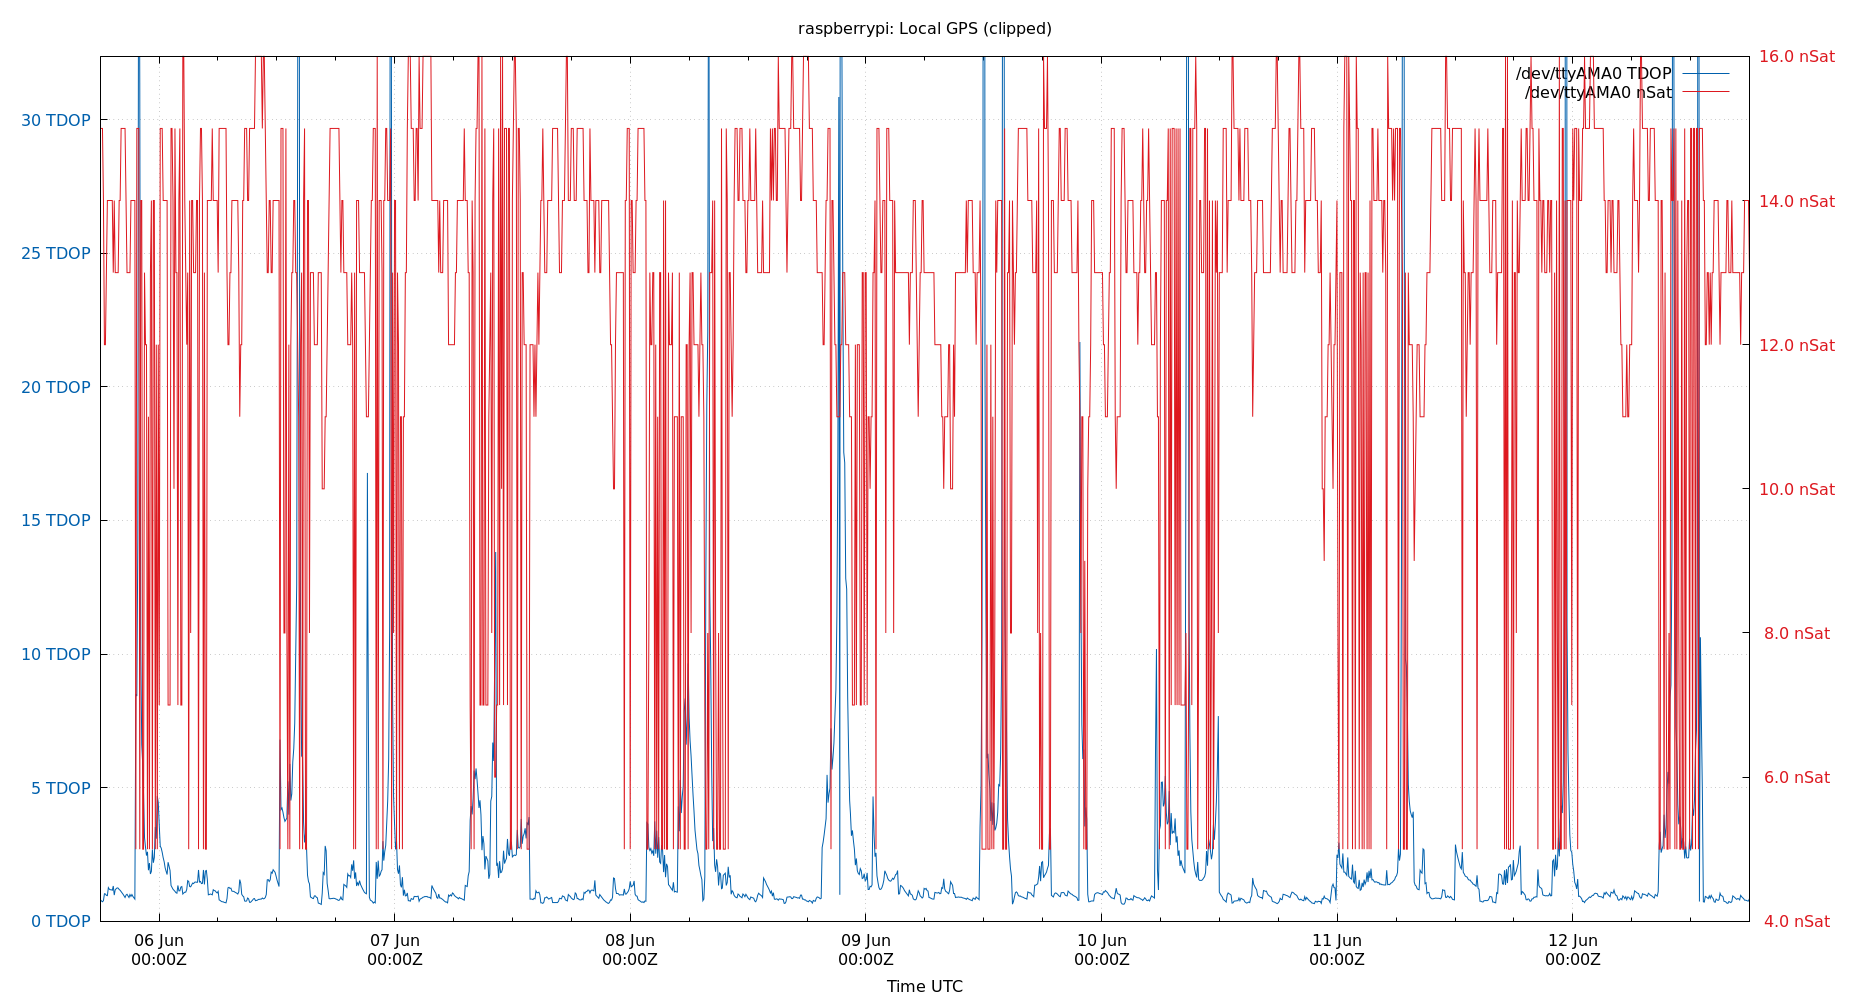 raspberrypi: Local GPS (clipped)
/dev/ttyAMA0 TDOP
/dev/ttyAMA0 nSat
30 TDOP
25 TDOP
20 TDOP
15 TDOP
10 TDOP
5 TDOP
0 TDOP
16.0 nSat
14.0 nSat
12.0 nSat
10.0 nSat
8.0 nSat
6.0 nSat
4.0 nSat
06 Jun 07 Jun 08 Jun 09 Jun 10 Jun 11 Jun 12 Jun
00:00Z 00:00Z 00:00Z 00:00Z 00:00Z 00:00Z 00:00Z
Time UTC